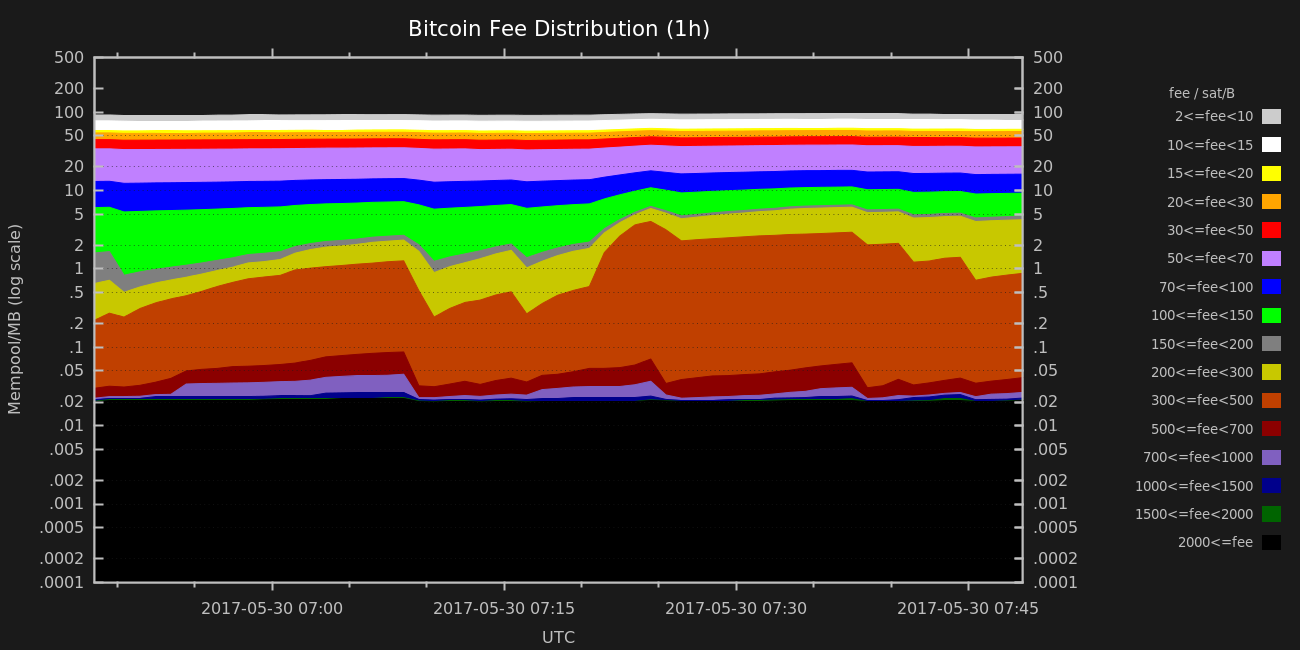 Bitcoin Fee Distribution (1h)
500 500
200 200
100 100
50 50
20 20
10 10
5 5
2 2
1 1
.5 .5
.2 .2
.1 .1
.05 .05
.02 .02
.01 .01
.005 .005
.002 .002
.001 .001
.0005 .0005
.0002 .0002
.0001 .0001
Mempool/MB (log scale)
2017-05-30 07:00 2017-05-30 07:15 2017-05-30 07:30 2017-05-30 07:45
UTC
fee / sat/B
2<=fee<10
10<=fee<15
15<=fee<20
20<=fee<30
30<=fee<50
50<=fee<70
70<=fee<100
100<=fee<150
150<=fee<200
200<=fee<300
300<=fee<500
500<=fee<700
700<=fee<1000
1000<=fee<1500
1500<=fee<2000
2000<=fee